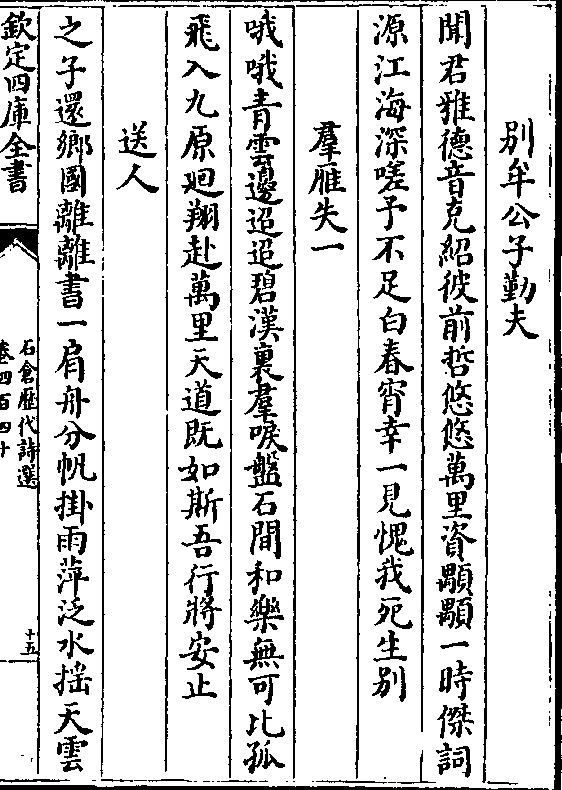 别牟公子勤夫
聞君雅德音克紹彼前哲悠悠萬里資顒顒一時傑詞
源江海深嗟予不足白春宵幸一見愧我死生别
羣雁失一
哦哦青雲邊迢迢碧漢裏羣唳盤石間和樂無可比孤
飛入九原廻翔赴萬里天道既如斯吾行將安止
送人
之子還鄉國離離書一肩舟分帆掛雨萍泛水揺天雲
欽定四庫全書
石倉歷代詩選
卷四百四十
十五